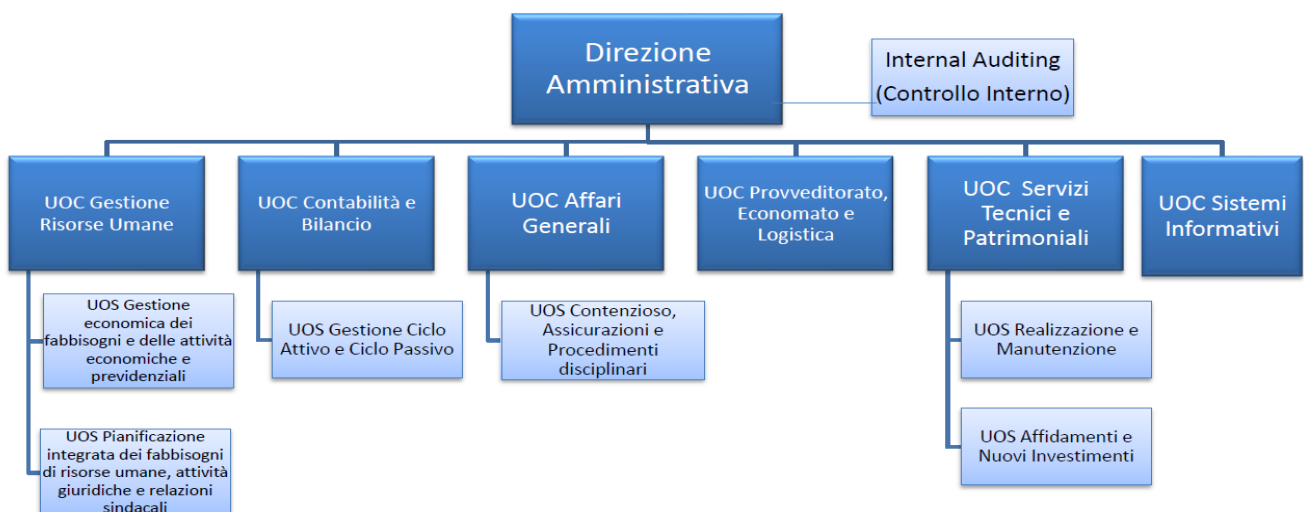 Direzione
Amministrativa
Internal Auditing
(Controllo Interno)
UOC Gestione
Risorse Umane
UOC Contabilità e
Bilancio
UOC Affari
Generali
UOC Provveditorato,
Economato e
Logistica
UOC Servizi
Tecnici e
Patrimoniali
UOC Sistemi
Informativi
UOS Gestione
economica dei
fabbisogni e delle attività
economiche e
previdenziali
UOS Pianificazione
integrata dei fabbisogni
di risorse umane, attività
giuridiche e relazioni
sindacali
UOS Gestione Ciclo
Attivo e Ciclo Passivo
UOS Contenzioso,
Assicurazioni e
Procedimenti
disciplinari
UOS Realizzazione e
Manutenzione
UOS Affidamenti e
Nuovi Investimenti